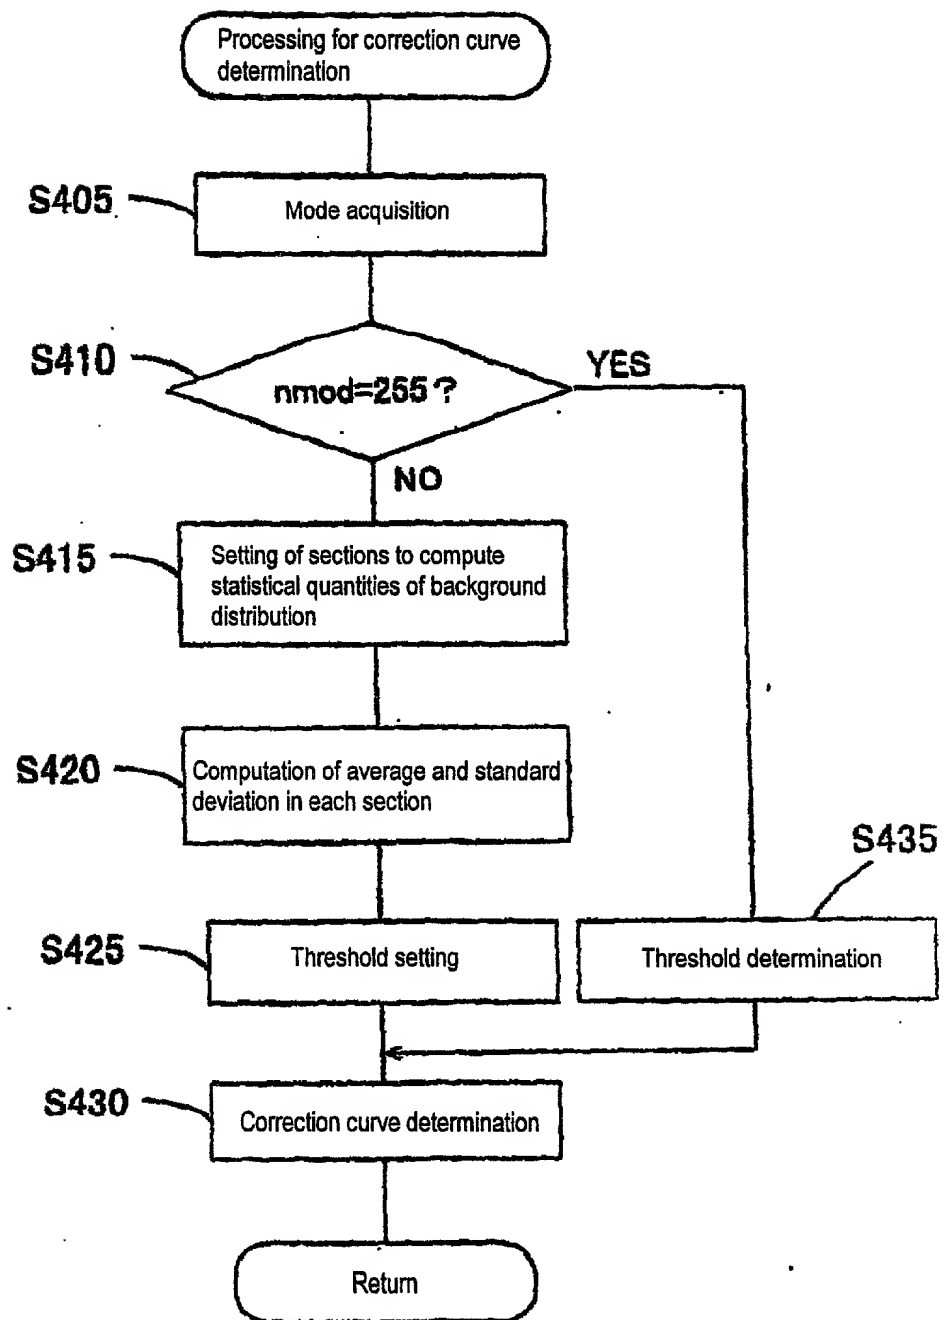 Processing for correction curve
determination
S405
Mode acquisition
S410
nmod=255?
YES
NO
S415
Setting of sections to compute
statistical quantities of background
distribution
S420
Computation of average and standard
deviation in each section
S435
S425
Threshold setting
Threshold determination
S430
Correction curve determination
Return